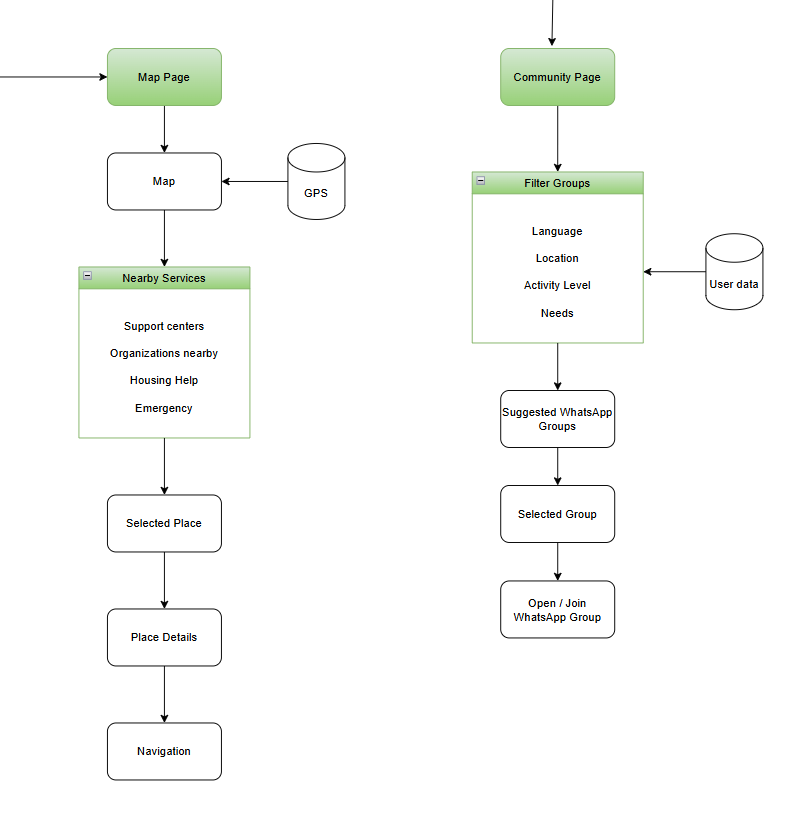 Map Page
Map
GPS
Nearby Services
Support centers
Organizations nearby
Housing Help
Emergency
Selected Place
Place Details
Navigation
Community Page
Filter Groups
Language
Location
Activity Level
Needs
User data
Suggested WhatsApp
Groups
Selected Group
Open / Join
WhatsApp Group